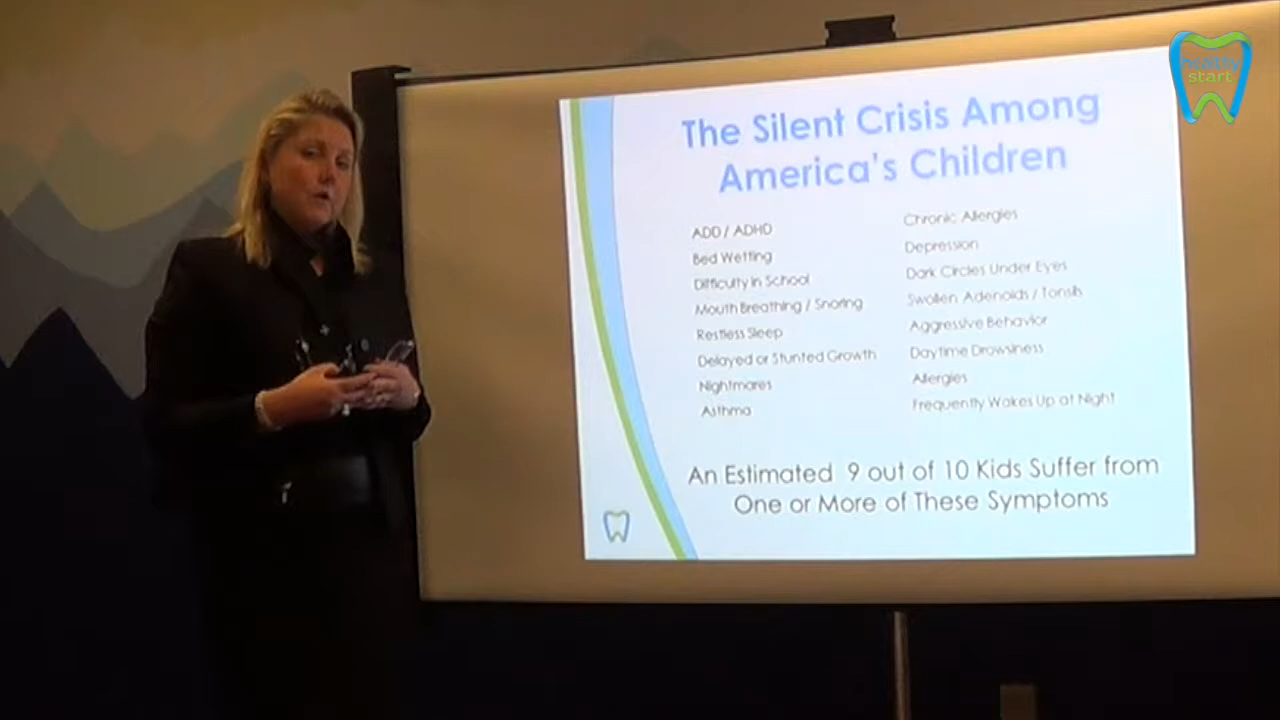 healthy
start
The Silent Crisis Among
America's Children
ADD / ADHD
Bed Wetting
Difficulty in School
Mouth Breathing / Snoring
Restless Sleep
Delayed or Stunted Growth
Nightmares
Asthma
Chronic Allergies
Depression
Dark Circles Under Eyes
Swollen Adenoids / Tonsils
Aggressive Behavior
Daytime Drowsiness
Allergies
Frequently Wakes Up at Night
An Estimated 9 out of 10 Kids Suffer from
One or More of These Symptoms